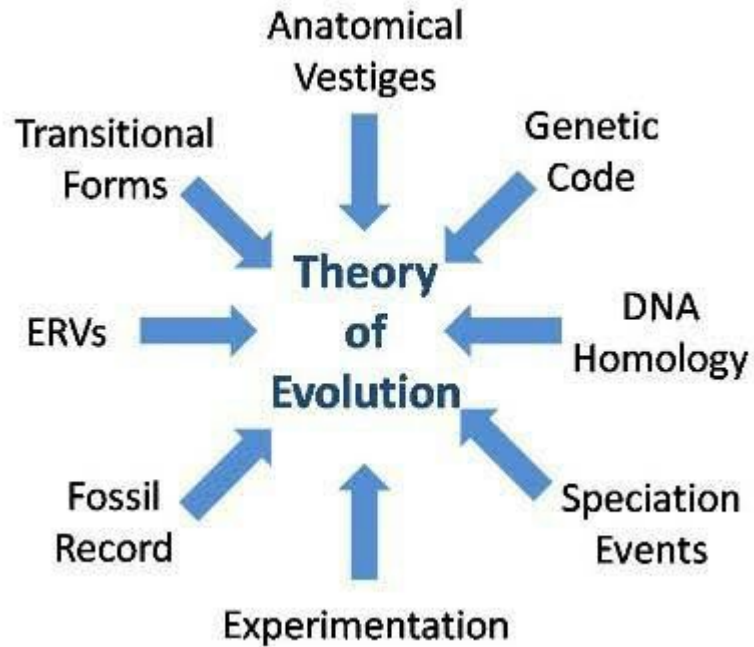 Anatomical
Vestiges
Transitional
Forms
Genetic
Code
Theory
of
Evolution
ERVs
DNA
Homology
Fossil
Record
Speciation
Events
Experimentation